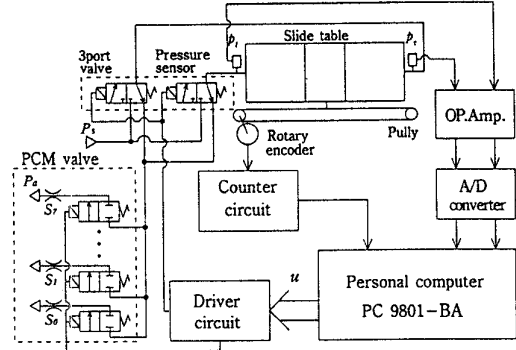 Slide table
3port valve
Pressure sensor
p_l
p_r
P_s
Rotary encoder
Pully
OP.Amp.
PCM valve
P_a
S_7
S_1
S_0
Counter circuit
A/D converter
u
Driver circuit
Personal computer
PC 9801-BA